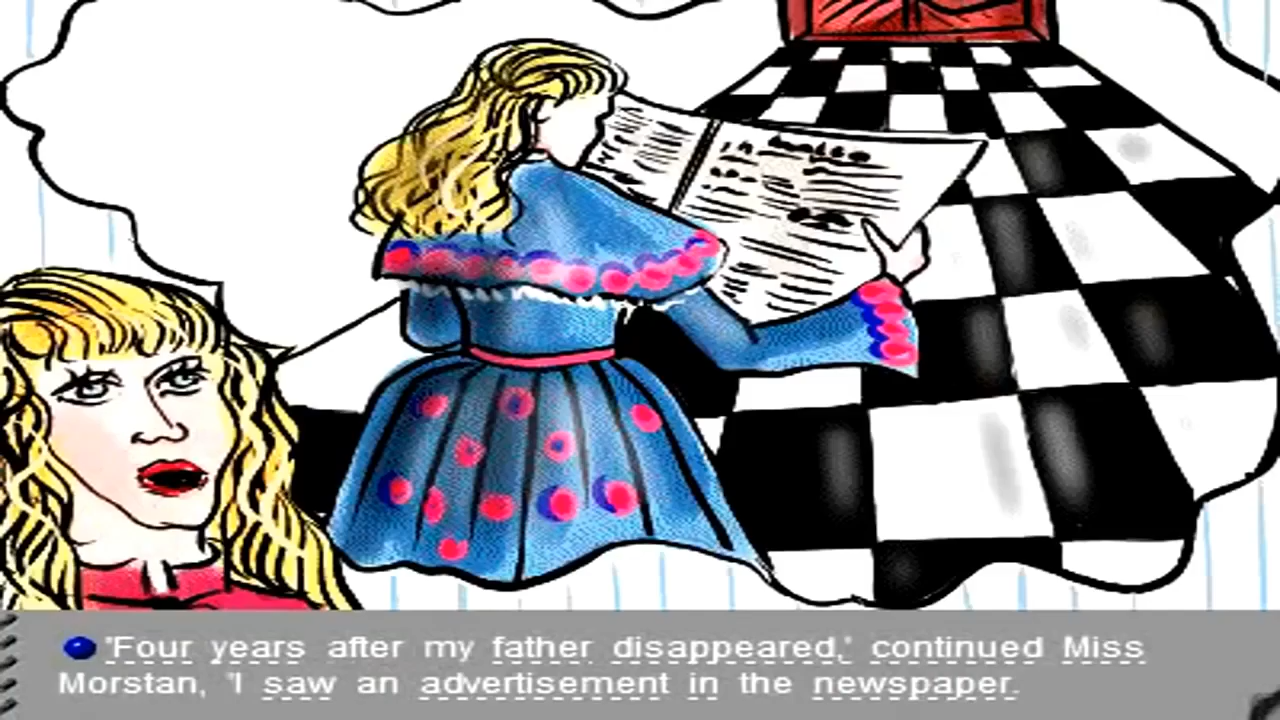 'Four years after my father disappeared,' continued Miss
Morstan, 'I saw an advertisement in the newspaper.